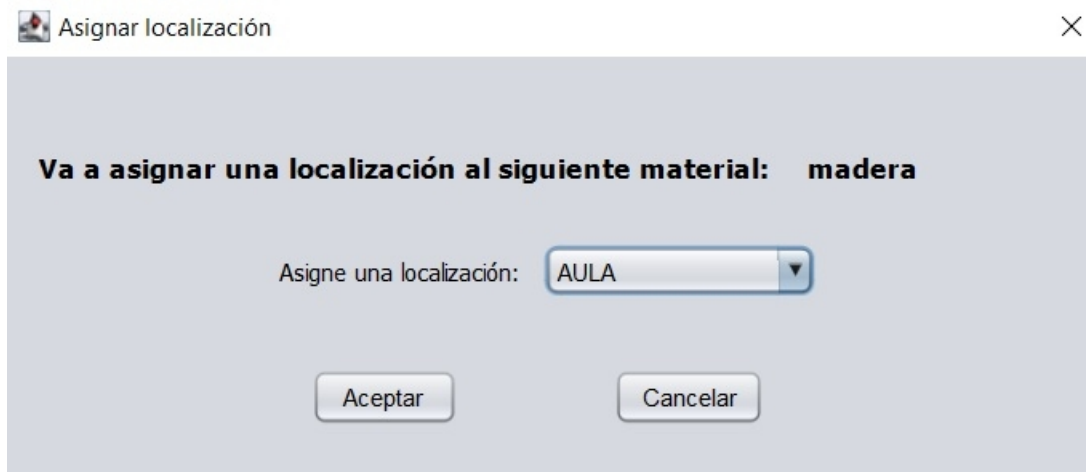 Asignar localización
Va a asignar una localización al siguiente material: madera
Asigne una localización: AULA
Aceptar Cancelar